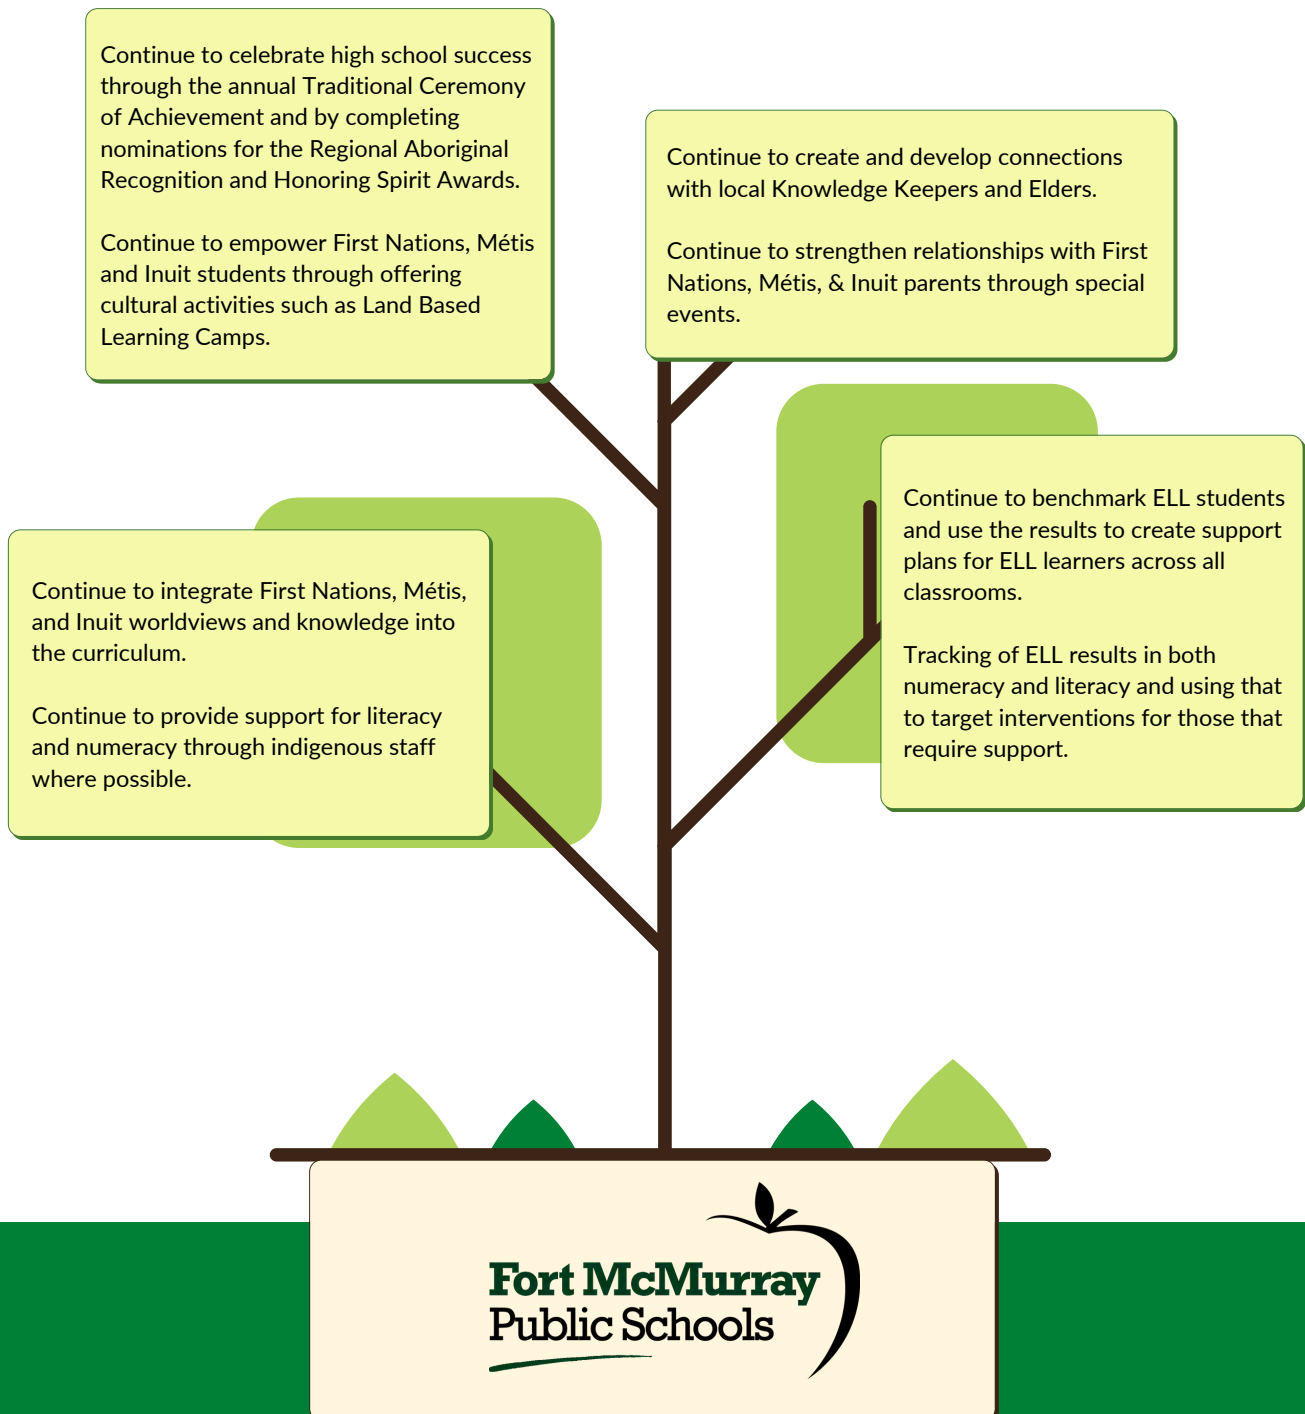 Continue to celebrate high school success
through the annual Traditional Ceremony
of Achievement and by completing
nominations for the Regional Aboriginal
Recognition and Honoring Spirit Awards.
Continue to empower First Nations, Métis
and Inuit students through offering
cultural activities such as Land Based
Learning Camps.
Continue to create and develop connections
with local Knowledge Keepers and Elders.
Continue to strengthen relationships with First
Nations, Métis, & Inuit parents through special
events.
Continue to integrate First Nations, Métis,
and Inuit worldviews and knowledge into
the curriculum.
Continue to provide support for literacy
and numeracy through indigenous staff
where possible.
Continue to benchmark ELL students
and use the results to create support
plans for ELL learners across all
classrooms.
Tracking of ELL results in both
numeracy and literacy and using that
to target interventions for those that
require support.
Fort McMurray
Public Schools